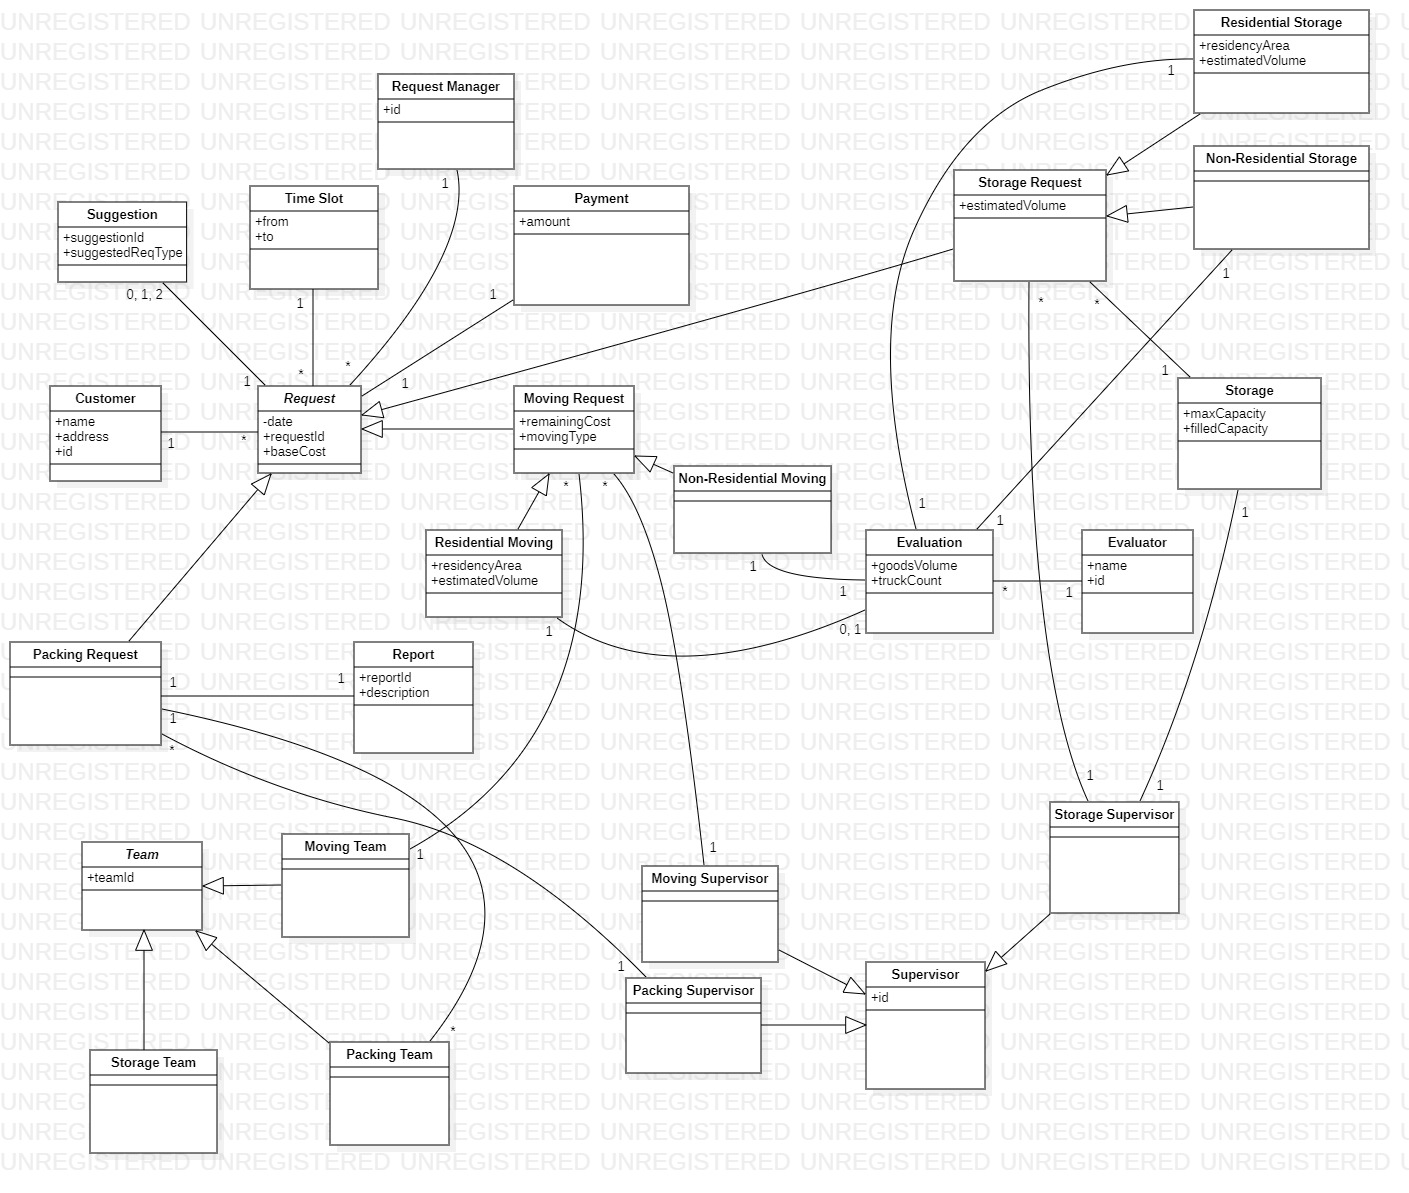 UNREGISTERED
Residential Storage
+residencyArea
+estimatedVolume
1
Request Manager
+id
1
Non-Residential Storage
1
Storage Request
+estimatedVolume
*
*
Suggestion
+suggestionId
+suggestedReqType
0, 1, 2
1
Time Slot
+from
+to
1
*
*
Payment
+amount
1
1
Customer
+name
+address
+id
1
*
Request
-date
+requestId
+baseCost
Moving Request
+remainingCost
+movingType
*
*
1
Storage
+maxCapacity
+filledCapacity
1
Non-Residential Moving
1
1
Residential Moving
+residencyArea
+estimatedVolume
1
1
1
Evaluation
+goodsVolume
+truckCount
0, 1
*
1
Evaluator
+name
+id
Packing Request
1
1
*
1
Report
+reportId
+description
1
1
Storage Supervisor
Team
+teamId
Moving Team
1
1
Moving Supervisor
1
Packing Supervisor
Supervisor
+id
*
Storage Team
Packing Team